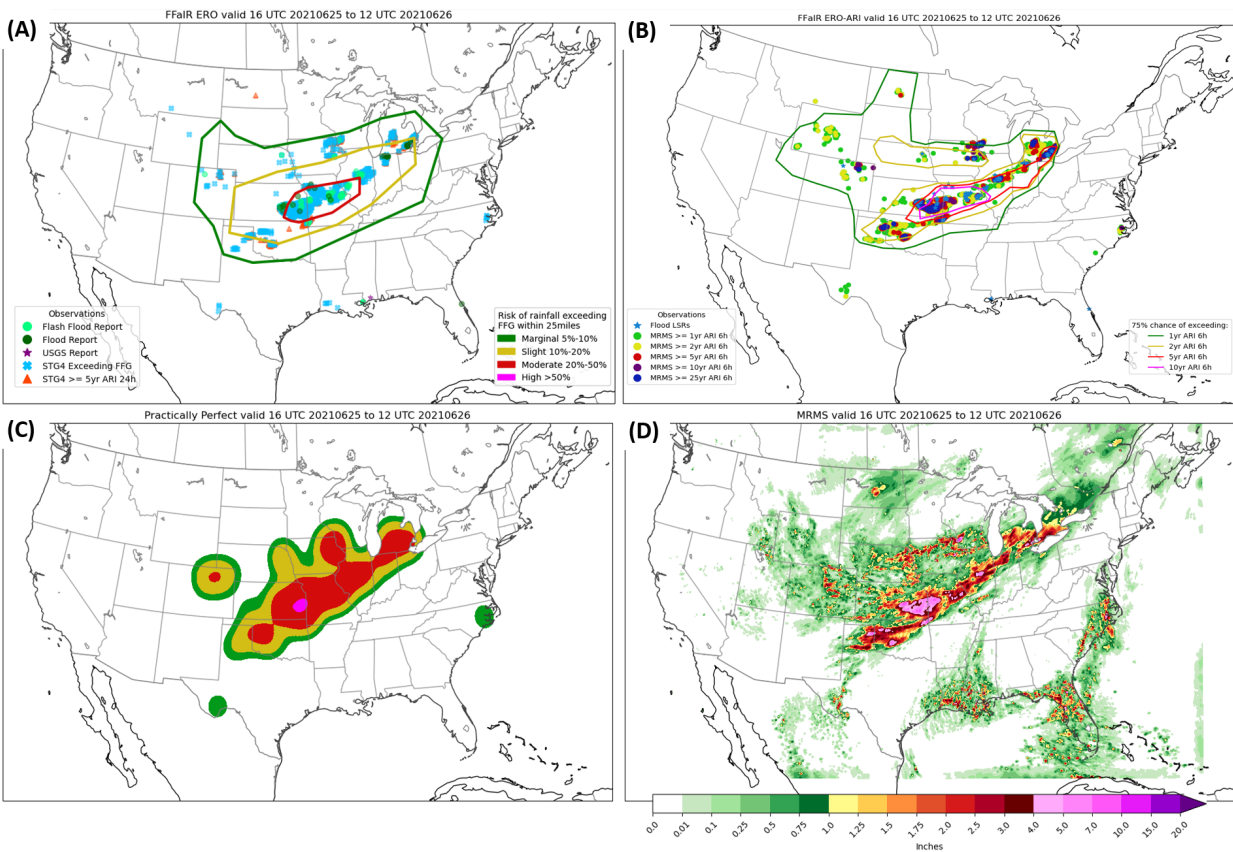 FFaIR ERO valid 16 UTC 20210625 to 12 UTC 20210626
(A)
Observations
Flash Flood Report
Flood Report
USGS Report
STG4 Exceeding FFG
STG4 >= 5yr ARI 24h
Risk of rainfall exceeding
FFG within 25miles
Marginal 5%-10%
Slight 10%-20%
Moderate 20%-50%
High >50%
FFaIR ERO-ARI valid 16 UTC 20210625 to 12 UTC 20210626
(B)
Observations
Flood LSRs
MRMS >= 1yr ARI 6h
MRMS >= 2yr ARI 6h
MRMS >= 5yr ARI 6h
MRMS >= 10yr ARI 6h
MRMS >= 25yr ARI 6h
75% chance of exceeding:
1yr ARI 6h
2yr ARI 6h
5yr ARI 6h
10yr ARI 6h
Practically Perfect valid 16 UTC 20210625 to 12 UTC 20210626
(C)
MRMS valid 16 UTC 20210625 to 12 UTC 20210626
(D)
0.0 0.01 0.1 0.25 0.5 0.75 1.0 1.25 1.5 1.75 2.0 2.5 3.0 4.0 5.0 7.0 10.0 15.0 20.0
Inches